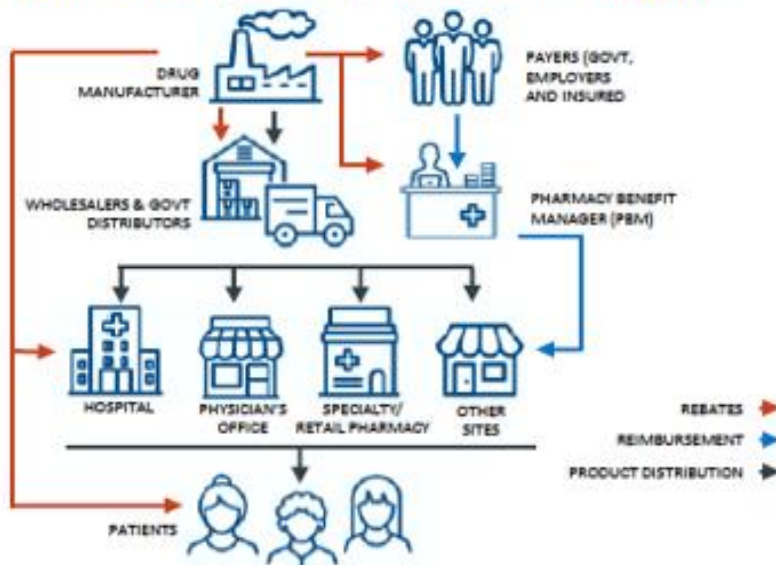 DRUG
MANUFACTURER
PAYERS (GOVT,
EMPLOYERS
AND INSURED
WHOLESALERS & GOVT
DISTRIBUTORS
PHARMACY BENEFIT
MANAGER (PBM)
HOSPITAL
PHYSICIAN'S
OFFICE
SPECIALTY/
RETAIL PHARMACY
OTHER
SITES
REBATES
REIMBURSEMENT
PRODUCT DISTRIBUTION
PATIENTS